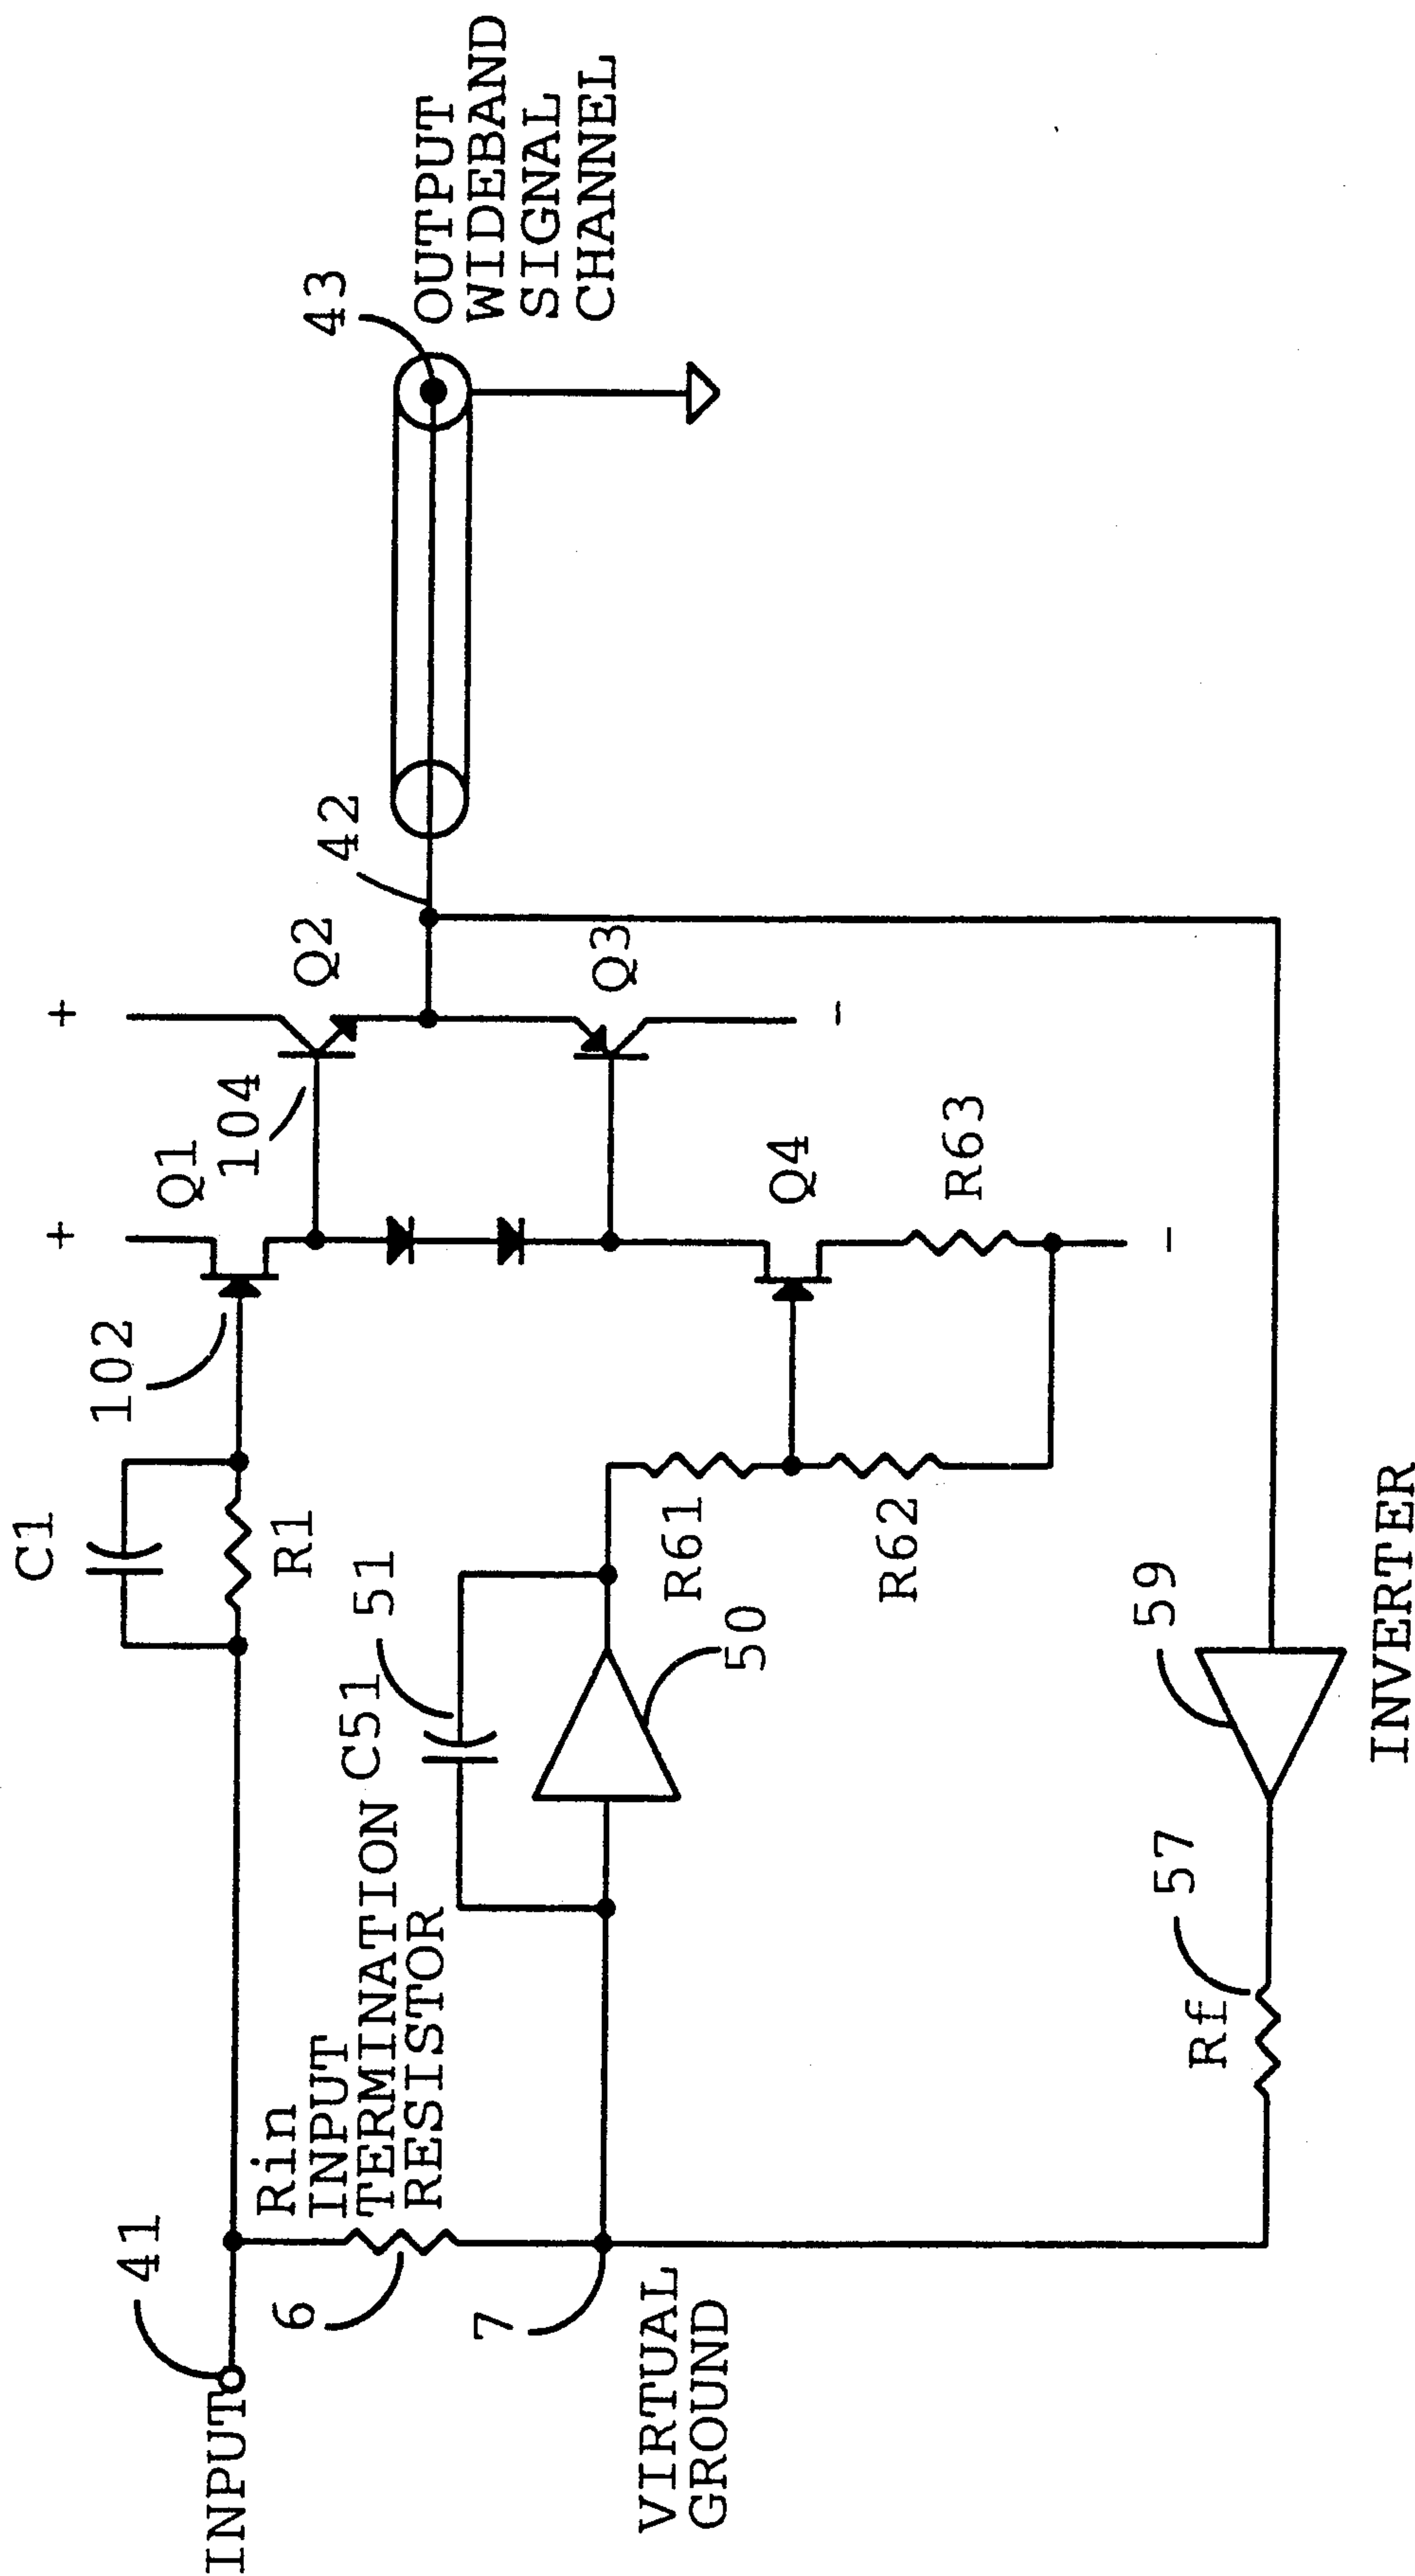 INPUT
41
6
Rin
INPUT
TERMINATION
RESISTOR
7
VIRTUAL
GROUND
C1
R1
102
Q1
+
104
Q2
+
Q3
-
42
43
OUTPUT
WIDEBAND
SIGNAL
CHANNEL
C51
51
50
R61
R62
Q4
R63
-
Rf
57
59
INVERTER